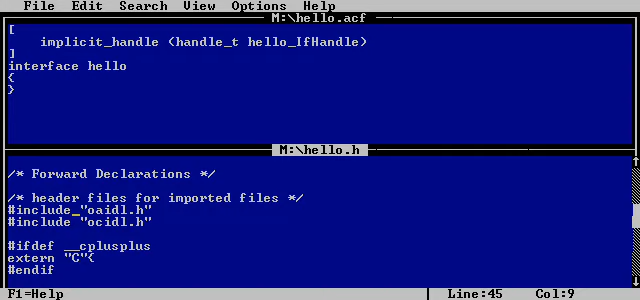 File Edit Search View Options Help
M:\hello.acf
[
    implicit_handle (handle_t hello_IfHandle)
]
interface hello
{
}
M:\hello.h
/* Forward Declarations */
/* header files for imported files */
#include "oaidl.h"
#include "ocidl.h"
#ifdef __cplusplus
extern "C"{
#endif
F1=Help Line:45 Col:9